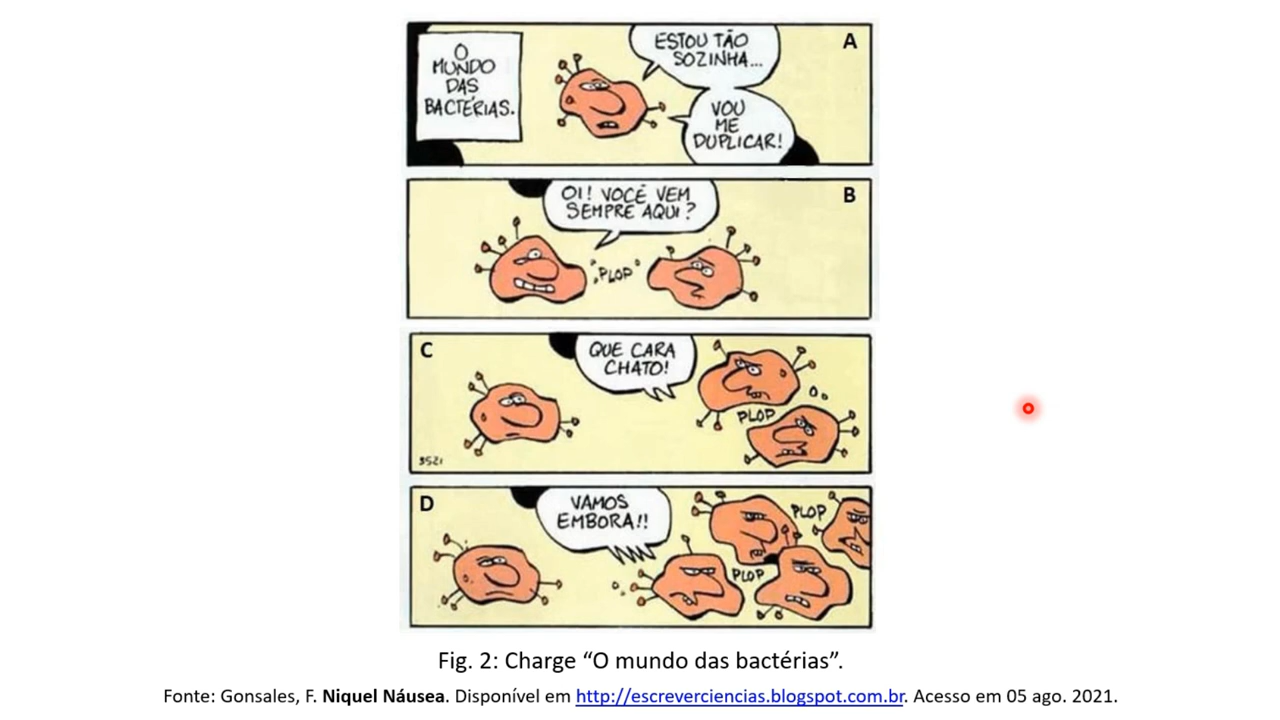 O
MUNDO
DAS
BACTÉRIAS.
ESTOU TÃO
SOZINHA...
A
VOU
ME
DUPLICAR!
OI! VOCÊ VEM
SEMPRE AQUI?
B
PLOP
C
QUE CARA
CHATO!
PLOP
3521
D
VAMOS
EMBORA!!
PLOP
PLOP
Fig. 2: Charge “O mundo das bactérias”.
Fonte: Gonsales, F. Niquel Náusea. Disponível em http://escreverciencias.blogspot.com.br. Acesso em 05 ago. 2021.